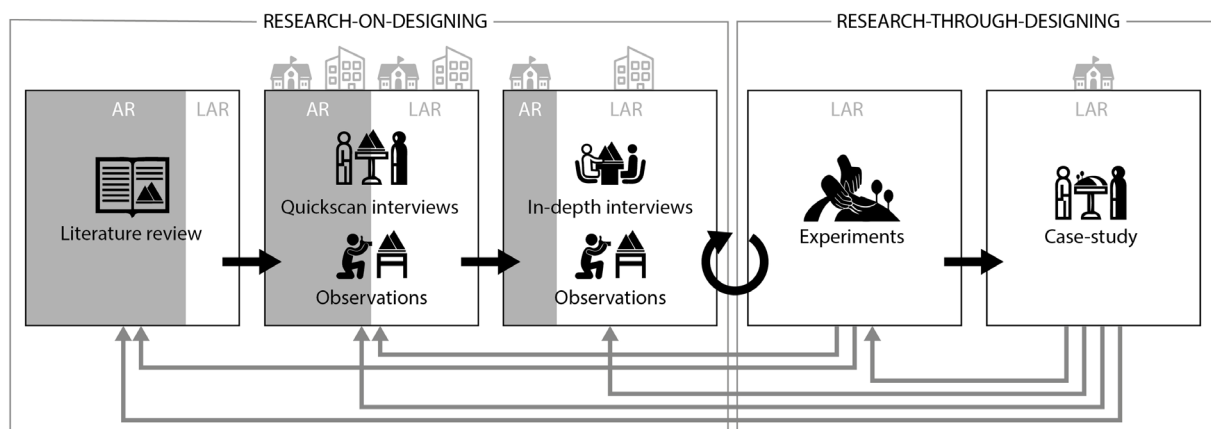 RESEARCH-ON-DESIGNING
RESEARCH-THROUGH-DESIGNING
AR
LAR
Literature review
AR
LAR
Quickscan interviews
Observations
AR
LAR
In-depth interviews
Observations
LAR
Experiments
LAR
Case-study